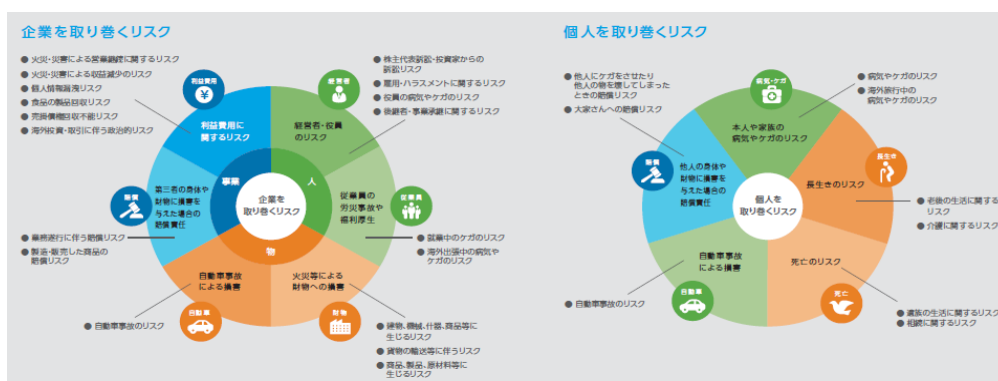 企業を取り巻くリスク
火災・災害による営業継続に関するリスク
火災・災害による収益減少のリスク
個人情報漏洩リスク
食品の製品回収リスク
売掛債権回収不能リスク
海外投資・取引に伴う政治的リスク
株主代表訴訟・投資家からの
訴訟リスク
雇用・ハラスメントに関するリスク
役員の病気やケガのリスク
後継者・事業承継に関するリスク
利益費用
経営者
利益費用に
関するリスク
経営者・役員
のリスク
事業
人
企業を
取り巻くリスク
物
賠償
第三者の身体や
財物に損害を
与えた場合の
賠償責任
従業員の
労災事故や
福利厚生
従業員
業務遂行に伴う賠償リスク
製造・販売した商品の
賠償リスク
就業中のケガのリスク
海外出張中の病気や
ケガのリスク
自動車事故
による損害
火災等による
財物への損害
自動車
財物
自動車事故のリスク
建物、機械、什器、商品等に
生じるリスク
貨物の輸送等に伴うリスク
商品、製品、原材料等に
生じるリスク
個人を取り巻くリスク
他人にケガをさせたり
他人の物を壊してしまった
ときの賠償リスク
大家さんへの賠償リスク
病気・ケガ
病気やケガのリスク
海外旅行中の
病気やケガのリスク
本人や家族の
病気やケガのリスク
賠償
他人の身体や
財物に損害を
与えた場合の
賠償責任
個人を
取り巻くリスク
長生き
長生きのリスク
老後の生活に関する
リスク
介護に関するリスク
自動車事故
による損害
死亡のリスク
自動車
死亡
自動車事故のリスク
遺族の生活に関するリスク
相続に関するリスク